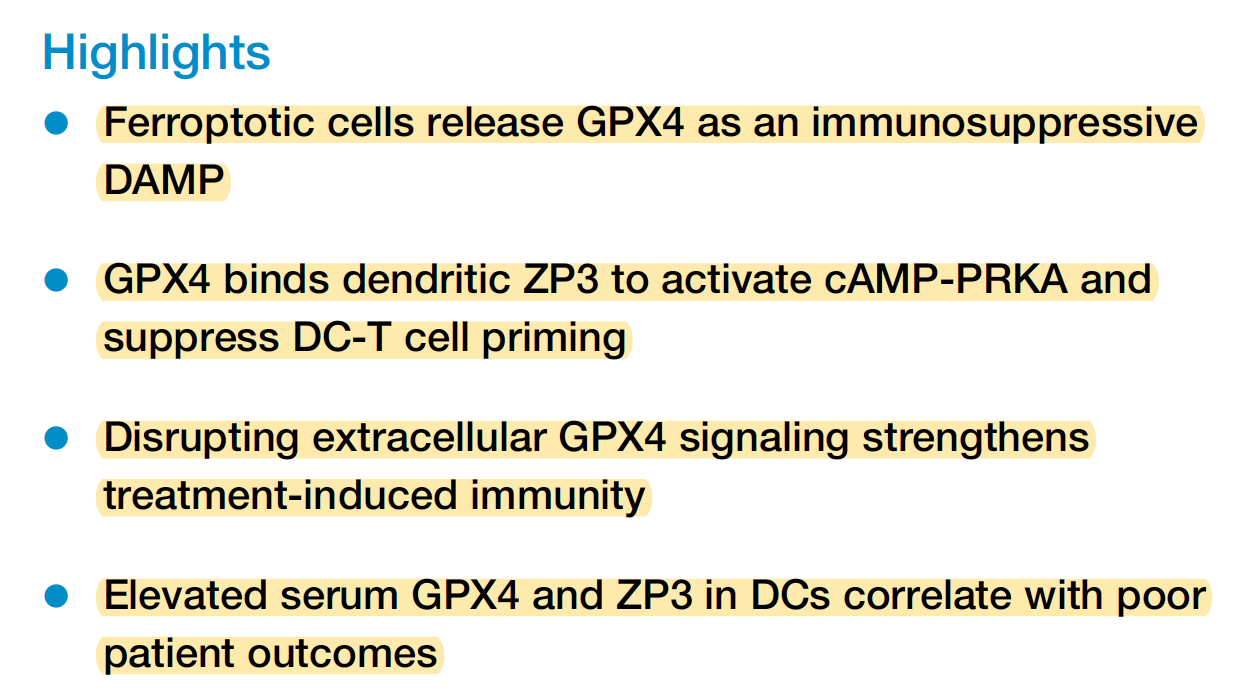 Highlights
● Ferroptotic cells release GPX4 as an immunosuppressive
DAMP
● GPX4 binds dendritic ZP3 to activate cAMP-PRKA and
suppress DC-T cell priming
● Disrupting extracellular GPX4 signaling strengthens
treatment-induced immunity
● Elevated serum GPX4 and ZP3 in DCs correlate with poor
patient outcomes